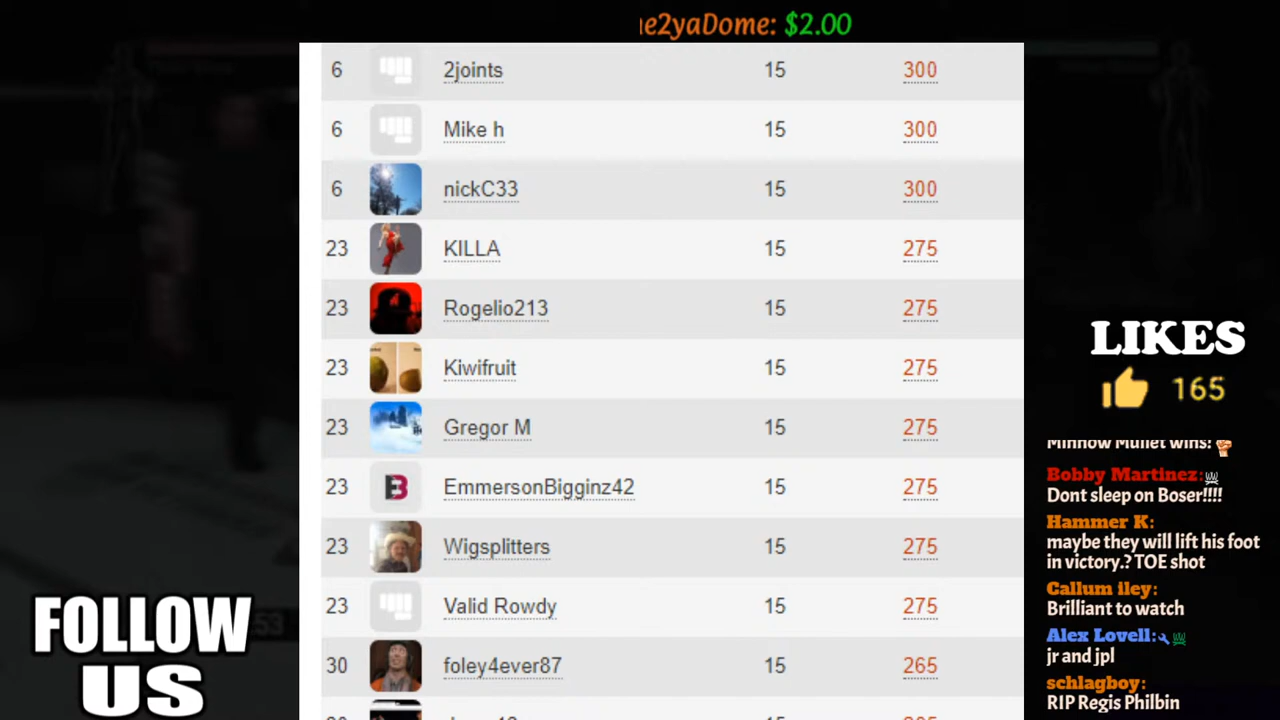 e2yaDome: $2.00
6 2joints 15 300
6 Mike h 15 300
6 nickC33 15 300
23 KILLA 15 275
23 Rogelio213 15 275
23 Kiwifruit 15 275
23 Gregor M 15 275
23 EmmersonBigginz42 15 275
23 Wigsplitters 15 275
23 Valid Rowdy 15 275
30 foley4ever87 15 265
LIKES
165
Minnow Mullet wins:
Bobby Martinez:
Dont sleep on Boser!!!!
Hammer K:
maybe they will lift his foot
in victory.? TOE shot
Callum iley:
Brilliant to watch
Alex Lovell:
jr and jpl
schlagboy:
RIP Regis Philbin
FOLLOW
US